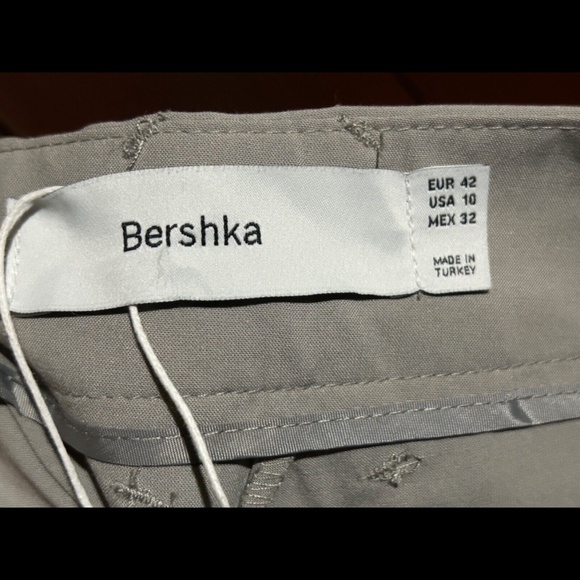 Bershka
EUR 42
USA 10
MEX 32
MADE IN
TURKEY